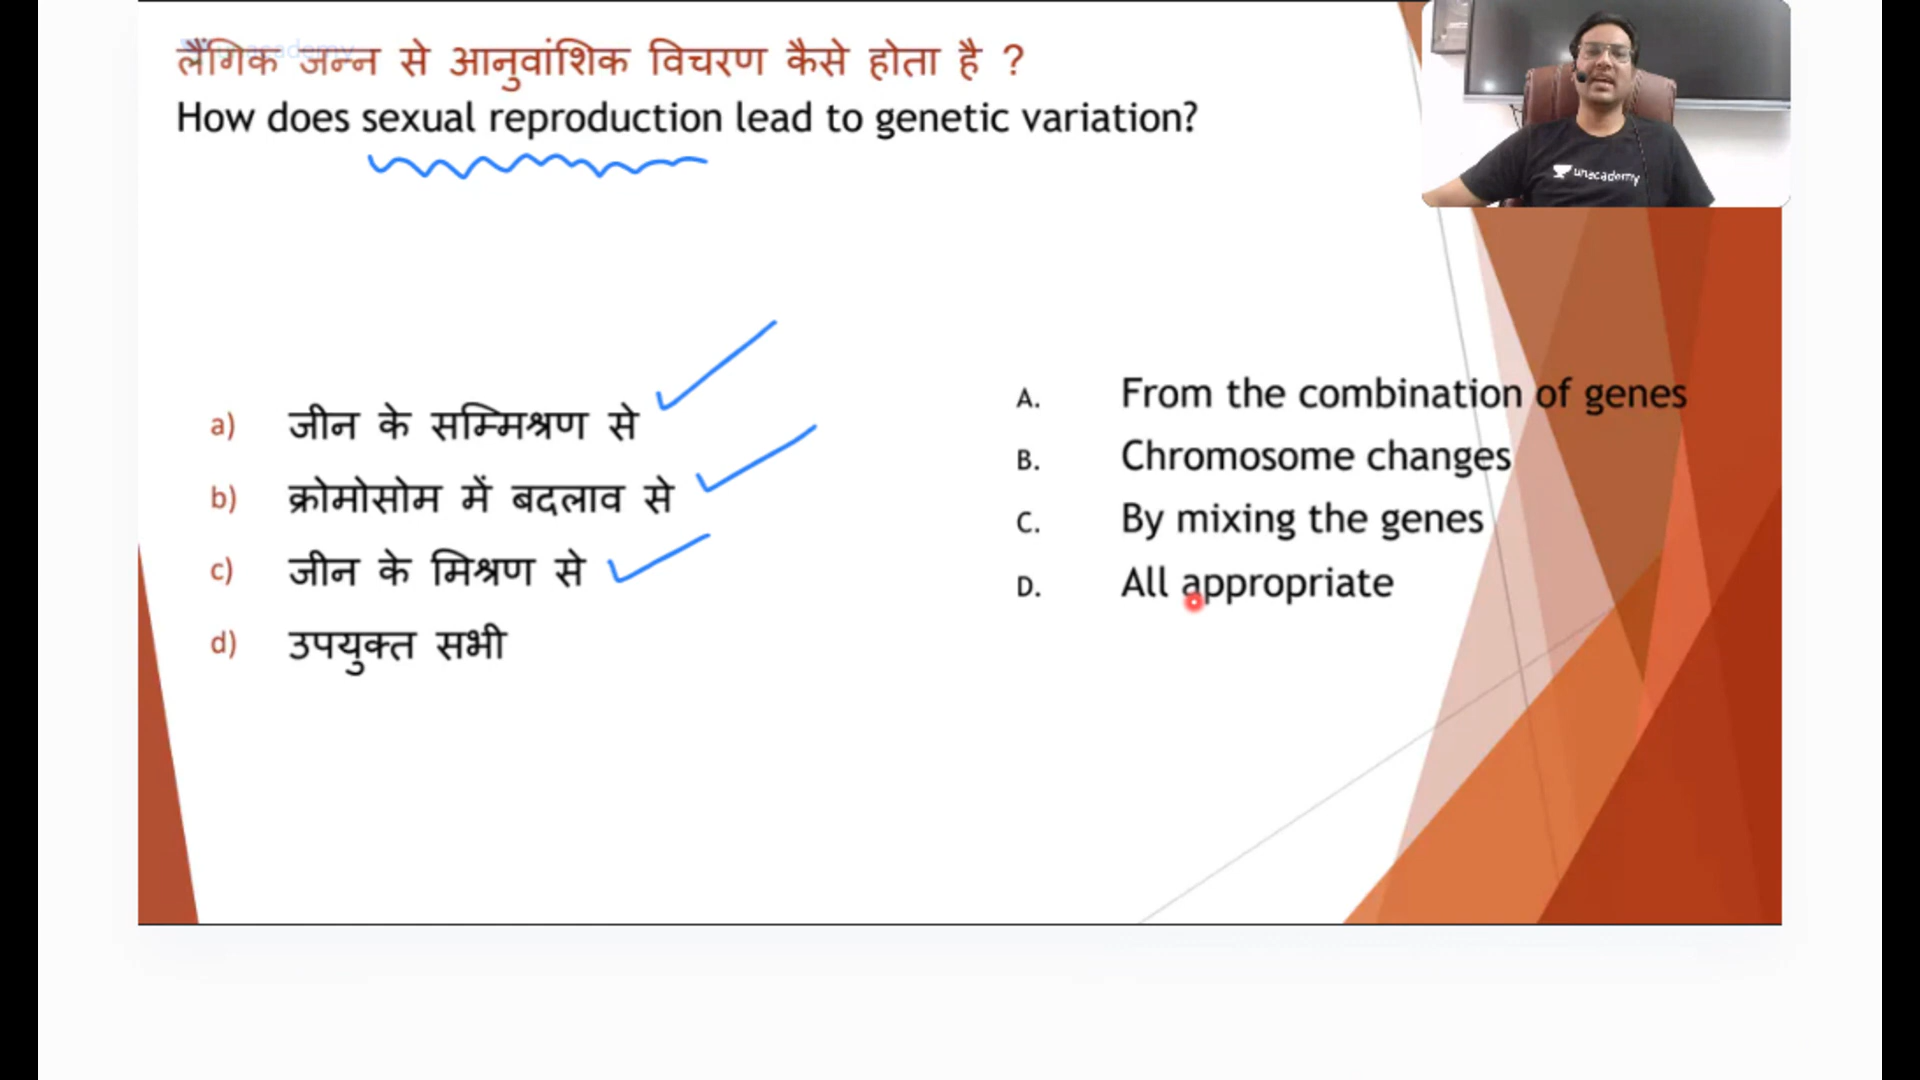 लैंगिक जन्न से आनुवांशिक विचरण कैसे होता है ?
How does sexual reproduction lead to genetic variation?
unacademy
a) जीन के सम्मिश्रण से
b) क्रोमोसोम में बदलाव से
c) जीन के मिश्रण से
d) उपयुक्त सभी
A. From the combination of genes
B. Chromosome changes
C. By mixing the genes
D. All appropriate